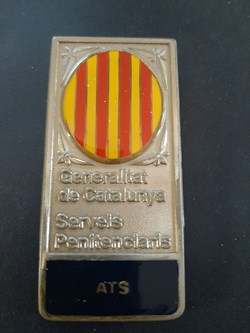 Generalitat
de Catalunya
Serveis
Penitenciaris
ATS